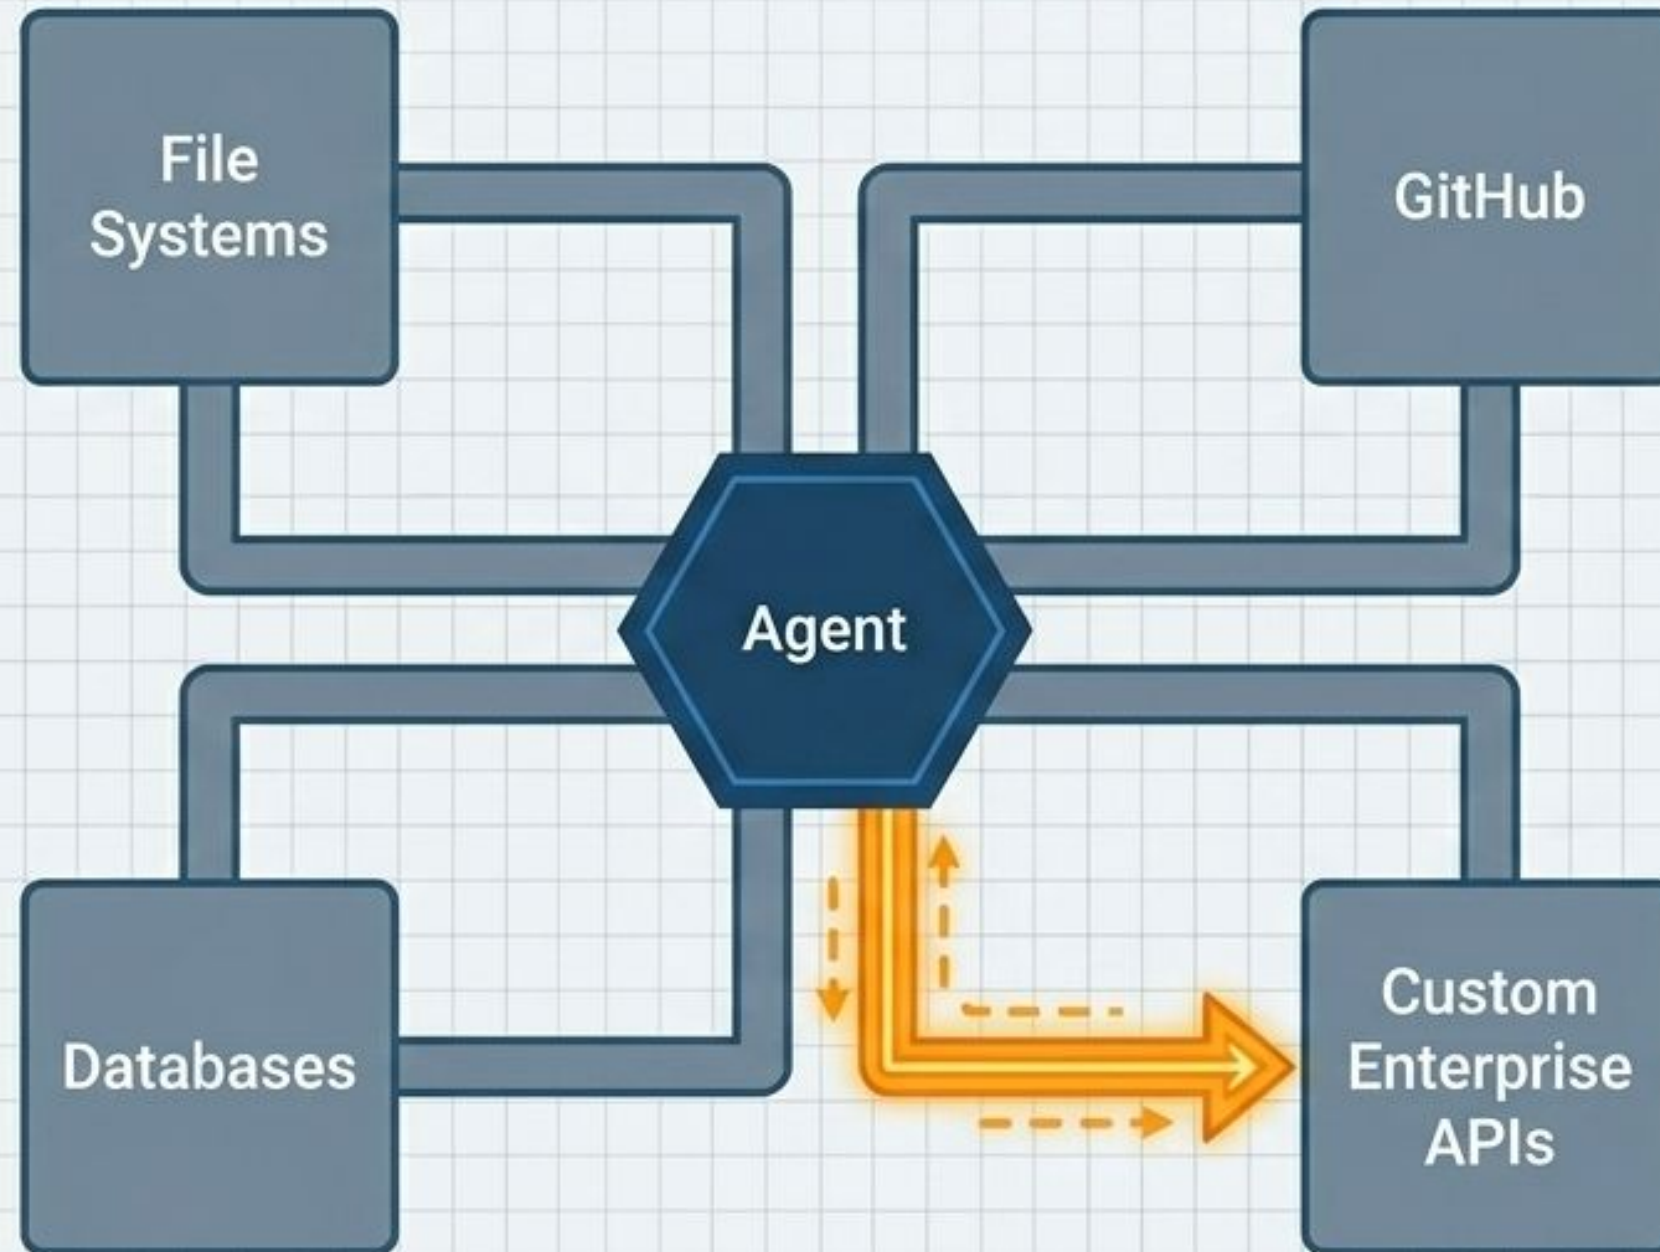 File
Systems
GitHub
Agent
Databases
Custom
Enterprise
APIs